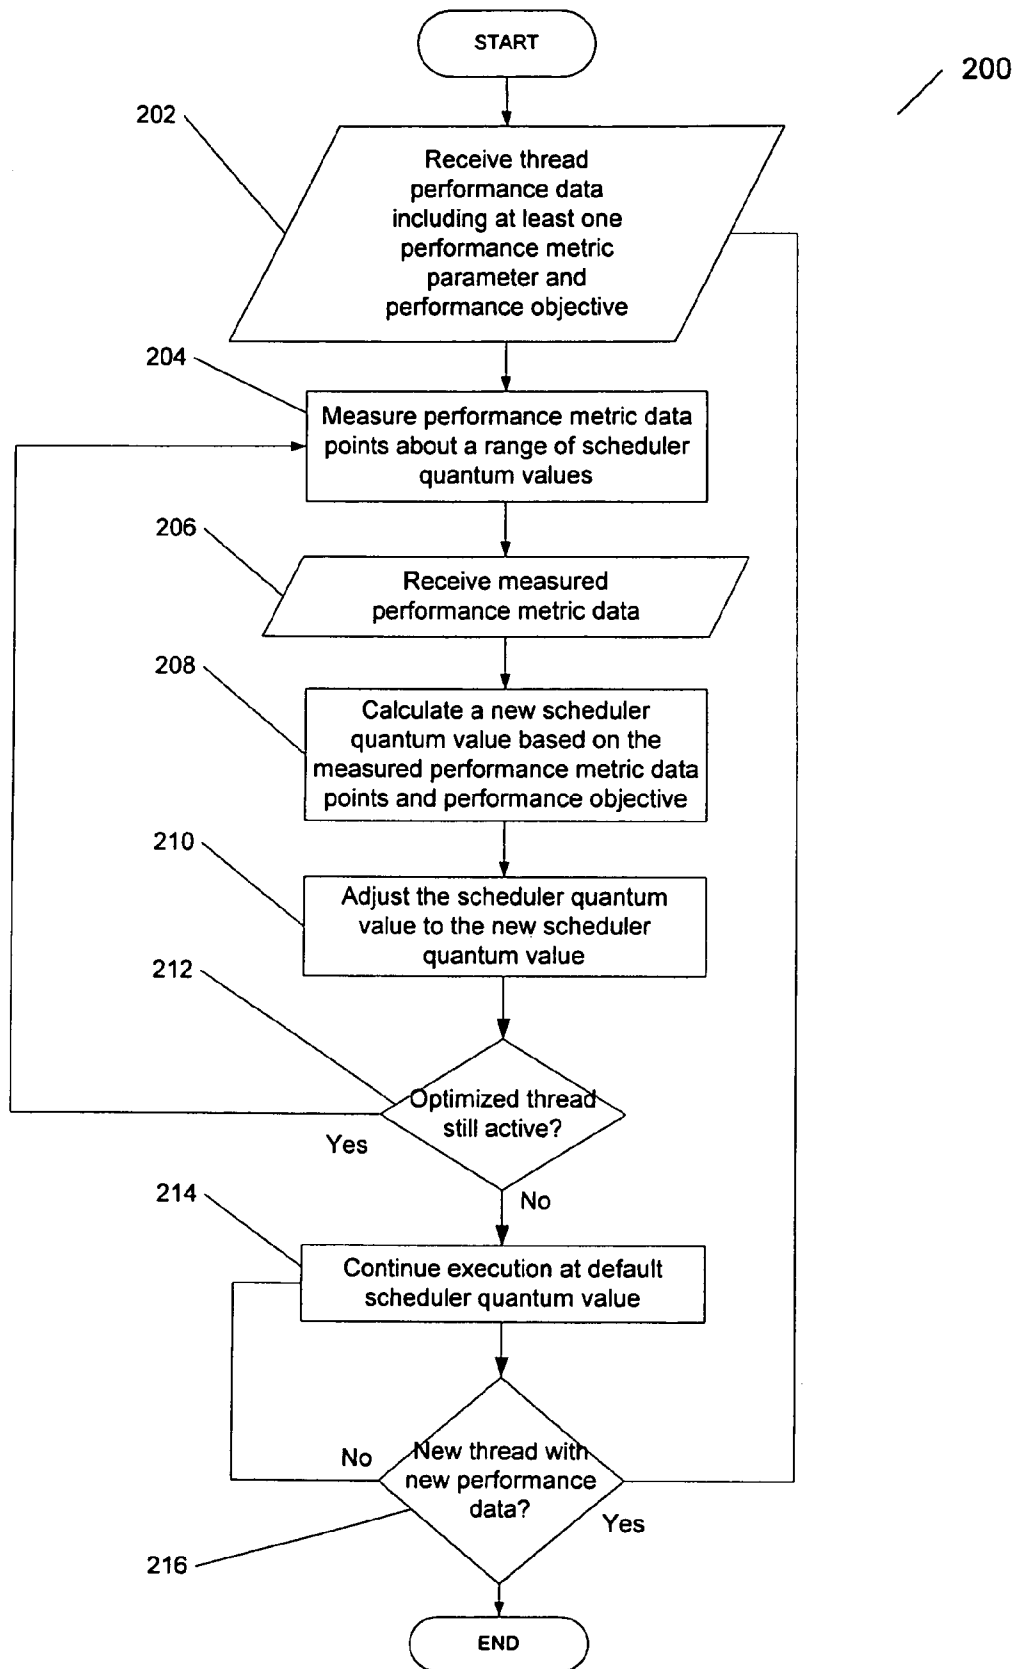 START
200
202
Receive thread
performance data
including at least one
performance metric
parameter and
performance objective
204
Measure performance metric data
points about a range of scheduler
quantum values
206
Receive measured
performance metric data
208
Calculate a new scheduler
quantum value based on the
measured performance metric data
points and performance objective
210
Adjust the scheduler quantum
value to the new scheduler
quantum value
212
Optimized thread
still active?
Yes
No
214
Continue execution at default
scheduler quantum value
No
New thread with
new performance
data?
Yes
216
END